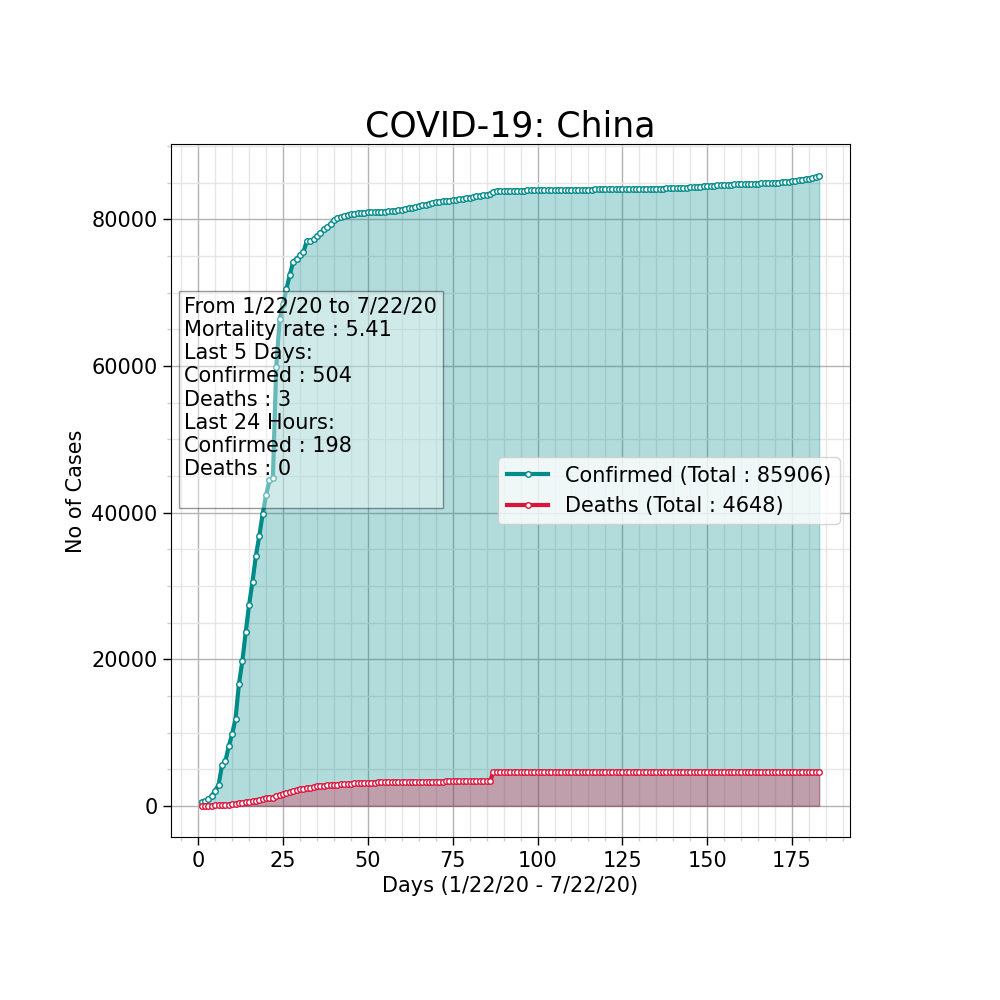 COVID-19: China
80000
60000
40000
20000
0
No of Cases
From 1/22/20 to 7/22/20
Mortality rate : 5.41
Last 5 Days:
Confirmed : 504
Deaths : 3
Last 24 Hours:
Confirmed : 198
Deaths : 0
Confirmed (Total : 85906)
Deaths (Total : 4648)
0 25 50 75 100 125 150 175
Days (1/22/20 - 7/22/20)